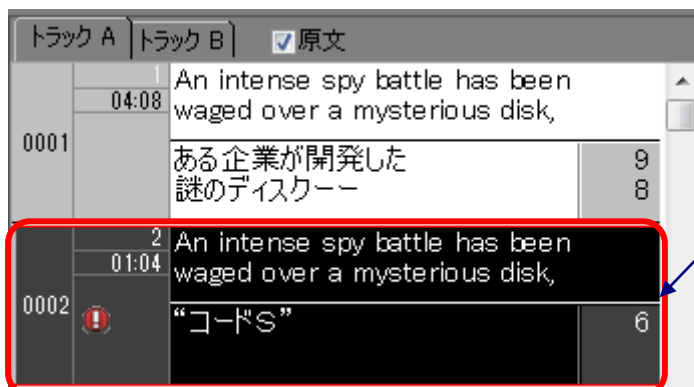 トラック A トラック B 原文
1
04:08
0001
An intense spy battle has been
waged over a mysterious disk,
ある企業が開発した 9
謎のディスクーー 8
2
01:04
0002
An intense spy battle has been
waged over a mysterious disk,
“コードS” 6